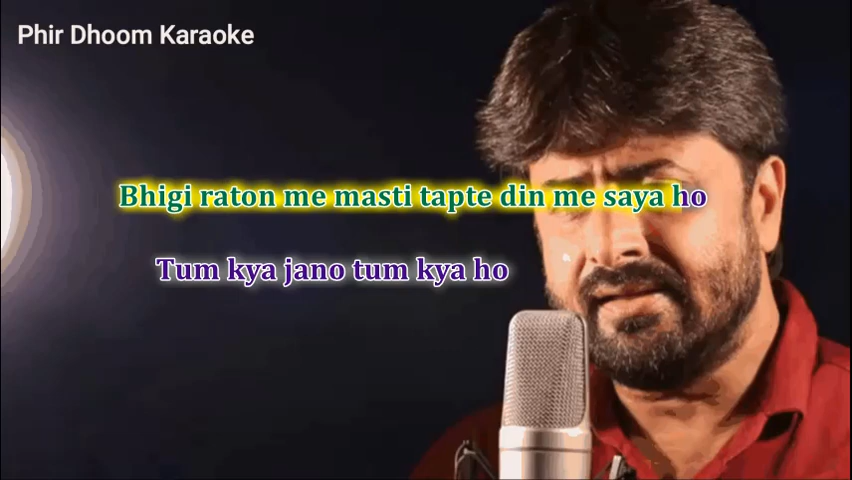 Phir Dhoom Karaoke
Bhigi raton me masti tapte din me saya ho
Tum kya jano tum kya ho